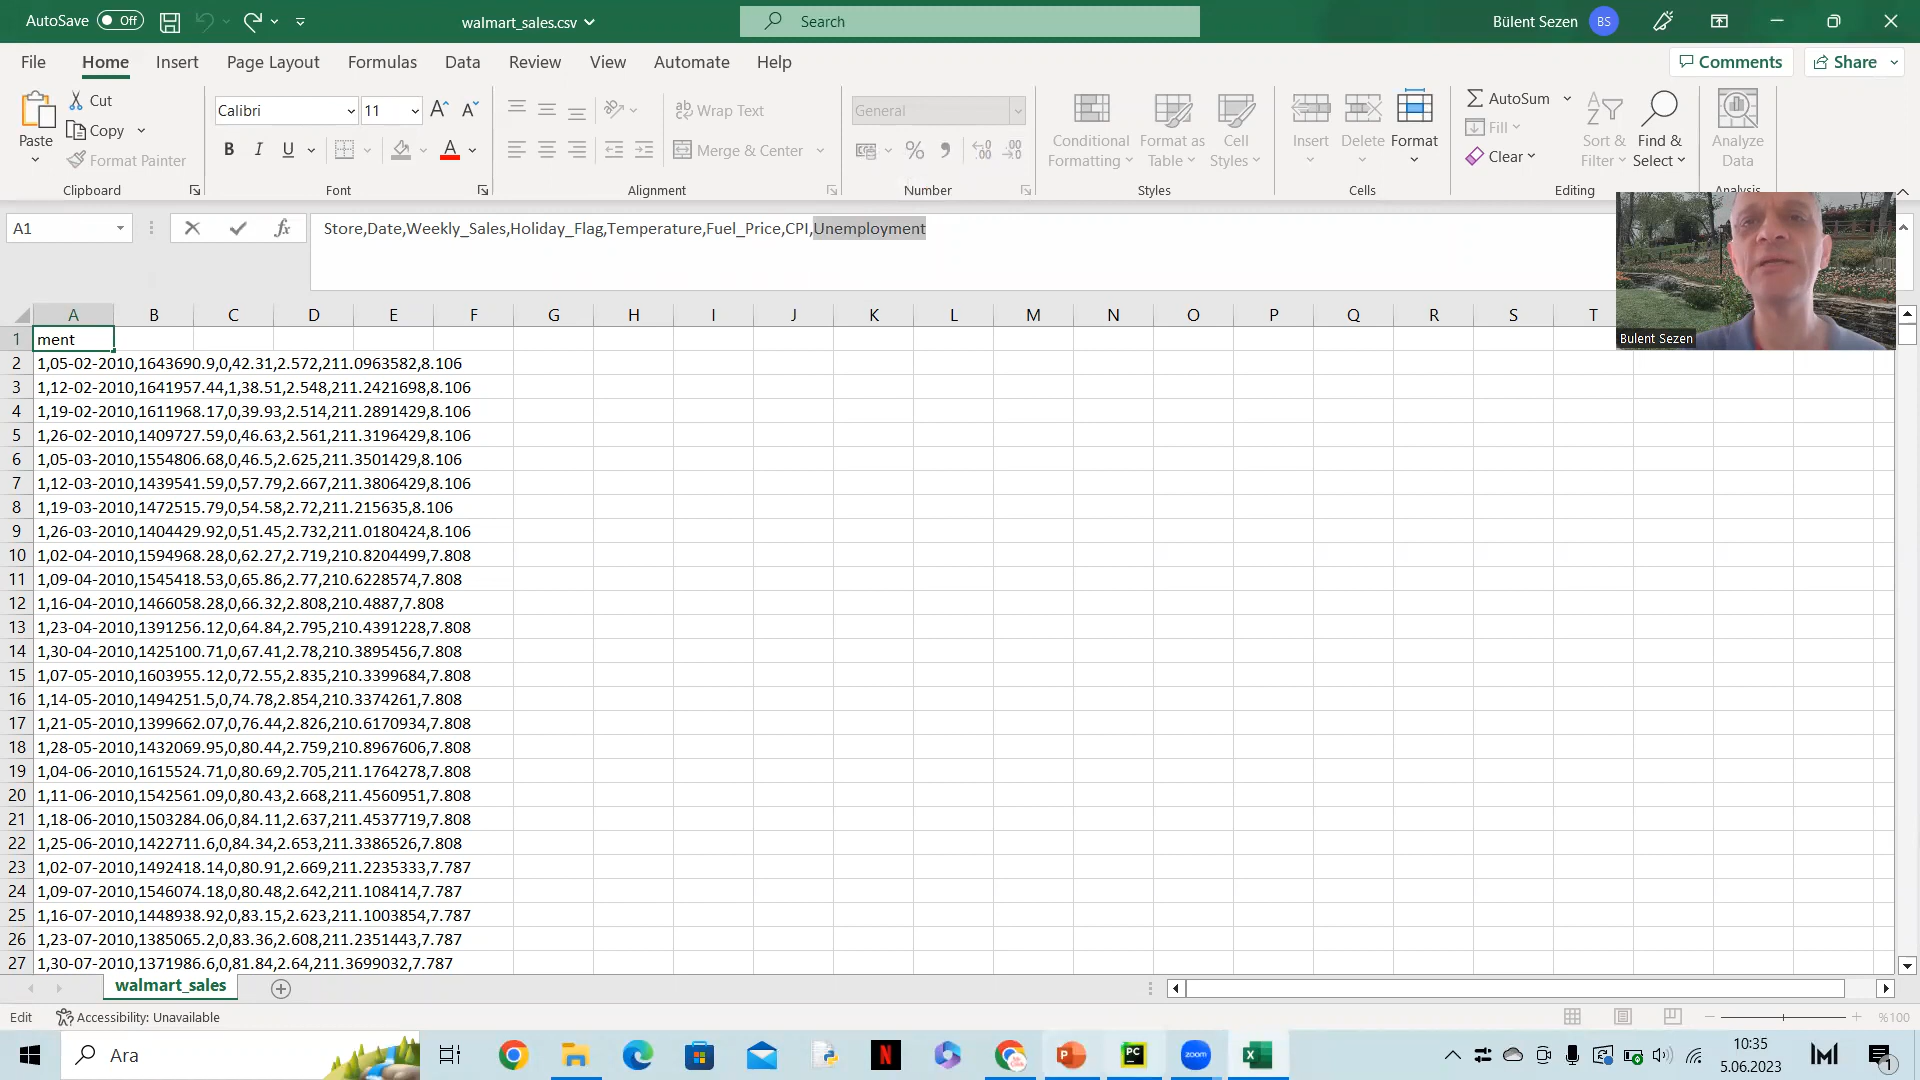 AutoSave Off walmart_sales.csv Search Bülent Sezen BS
File Home Insert Page Layout Formulas Data Review View Automate Help Comments Share
Paste Cut Copy Format Painter Clipboard
Calibri 11 B I U A Font
Wrap Text Merge & Center Alignment
General % Number
Conditional Formatting Format as Table Cell Styles Styles
Insert Delete Format Cells
AutoSum Fill Clear Sort & Filter Find & Select Editing
Analyze Data Analysis
A1 fx Store,Date,Weekly_Sales,Holiday_Flag,Temperature,Fuel_Price,CPI,Unemployment
Bulent Sezen
A B C D E F G H I J K L M N O P Q R S T
1 ment
2 1,05-02-2010,1643690.9,0,42.31,2.572,211.0963582,8.106
3 1,12-02-2010,1641957.44,1,38.51,2.548,211.2421698,8.106
4 1,19-02-2010,1611968.17,0,39.93,2.514,211.2891429,8.106
5 1,26-02-2010,1409727.59,0,46.63,2.561,211.3196429,8.106
6 1,05-03-2010,1554806.68,0,46.5,2.625,211.3501429,8.106
7 1,12-03-2010,1439541.59,0,57.79,2.667,211.3806429,8.106
8 1,19-03-2010,1472515.79,0,54.58,2.72,211.215635,8.106
9 1,26-03-2010,1404429.92,0,51.45,2.732,211.0180424,8.106
10 1,02-04-2010,1594968.28,0,62.27,2.719,210.8204499,7.808
11 1,09-04-2010,1545418.53,0,65.86,2.77,210.6228574,7.808
12 1,16-04-2010,1466058.28,0,66.32,2.808,210.4887,7.808
13 1,23-04-2010,1391256.12,0,64.84,2.795,210.4391228,7.808
14 1,30-04-2010,1425100.71,0,67.41,2.78,210.3895456,7.808
15 1,07-05-2010,1603955.12,0,72.55,2.835,210.3399684,7.808
16 1,14-05-2010,1494251.5,0,74.78,2.854,210.3374261,7.808
17 1,21-05-2010,1399662.07,0,76.44,2.826,210.6170934,7.808
18 1,28-05-2010,1432069.95,0,80.44,2.759,210.8967606,7.808
19 1,04-06-2010,1615524.71,0,80.69,2.705,211.1764278,7.808
20 1,11-06-2010,1542561.09,0,80.43,2.668,211.4560951,7.808
21 1,18-06-2010,1503284.06,0,84.11,2.637,211.4537719,7.808
22 1,25-06-2010,1422711.6,0,84.34,2.653,211.3386526,7.808
23 1,02-07-2010,1492418.14,0,80.91,2.669,211.2235333,7.787
24 1,09-07-2010,1546074.18,0,80.48,2.642,211.108414,7.787
25 1,16-07-2010,1448938.92,0,83.15,2.623,211.1003854,7.787
26 1,23-07-2010,1385065.2,0,83.36,2.608,211.2351443,7.787
27 1,30-07-2010,1371986.6,0,81.84,2.64,211.3699032,7.787
walmart_sales
Edit Accessibility: Unavailable %100
Ara N PC zoom 10:35
5.06.2023 1